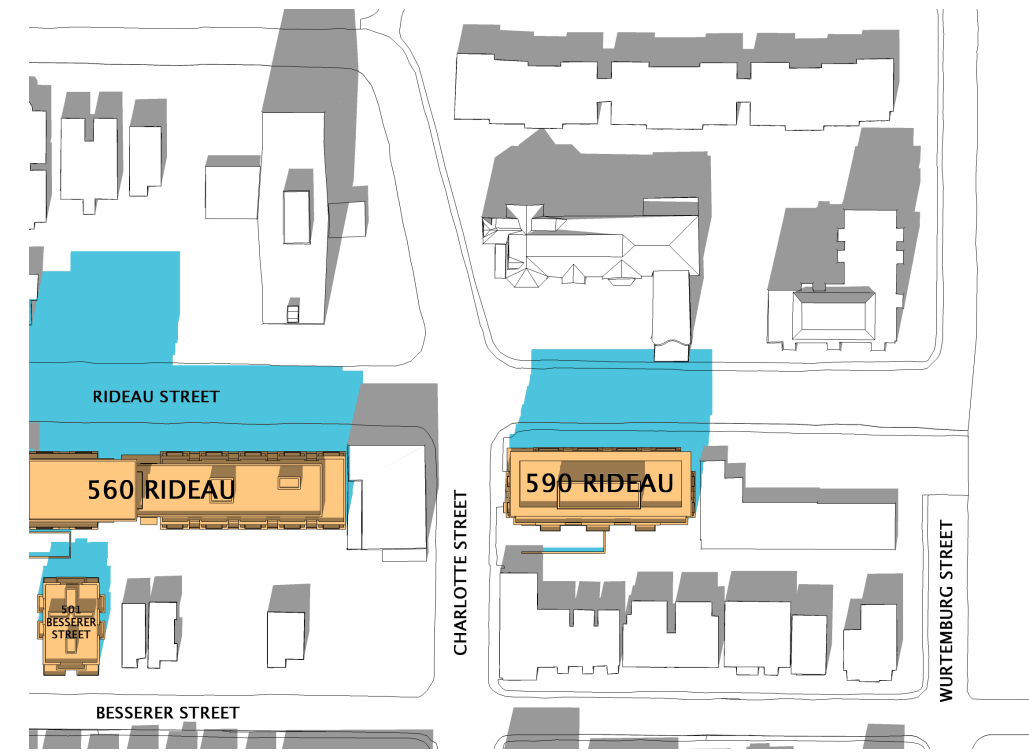 RIDEAU STREET
560 RIDEAU
590 RIDEAU
CHARLOTTE STREET
WURTEMBURG STREET
501
BESSERER
STREET
BESSERER STREET